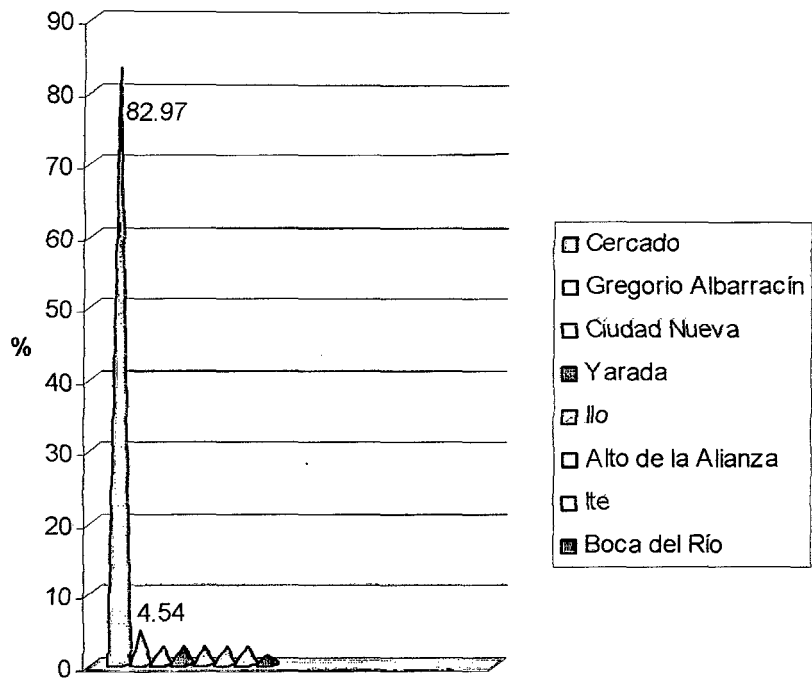 90
80
82.97
70
60
50
%
40
30
20
10
4.54
0
Cercado
Gregorio Albarracín
Ciudad Nueva
Yarada
Ilo
Alto de la Alianza
Ite
Boca del Río